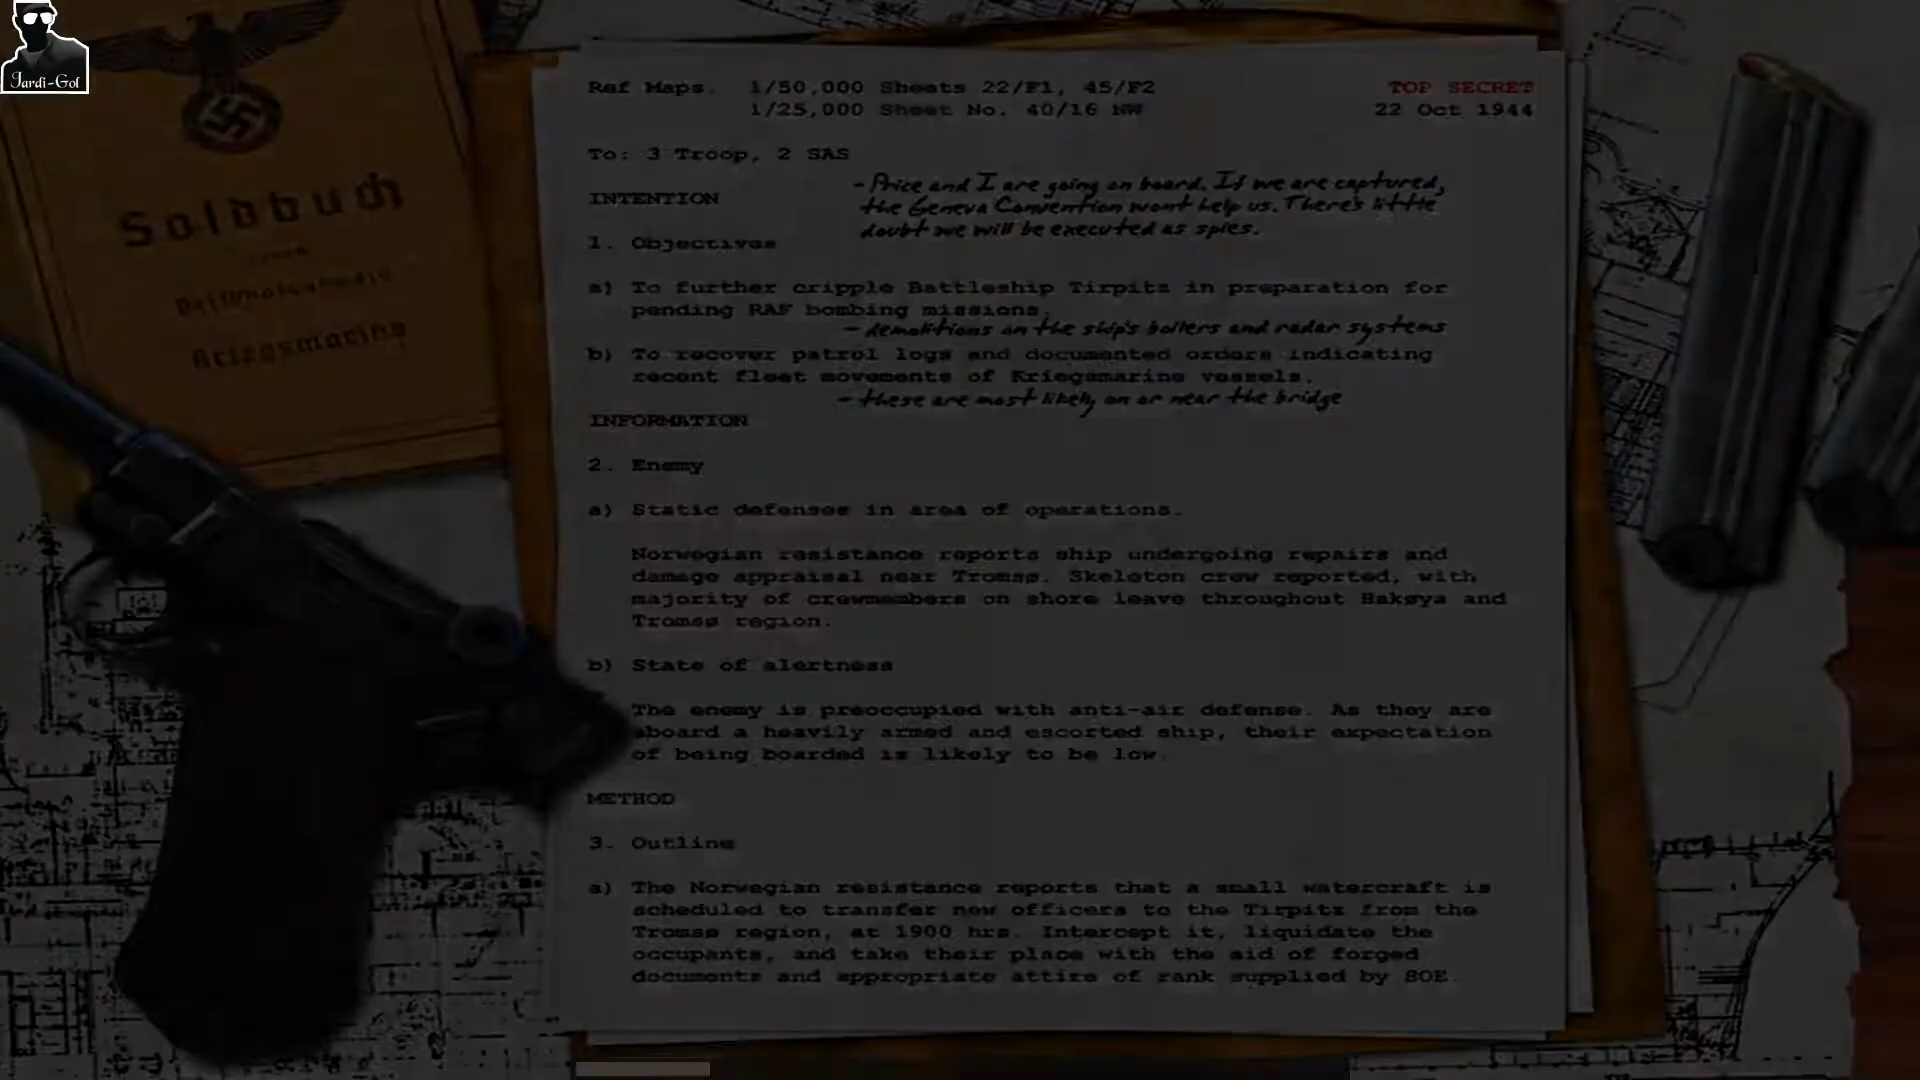 Jardi-Gol
Soldbuch
Kriegsmarine
Ref Maps. 1/50,000 Sheets 22/F1, 45/F2
TOP SECRET
1/25,000 Sheet No. 40/16 NW
22 Oct 1944
To: 3 Troop, 2 SAS
- Price and I are going on board. If we are captured,
INTENTION
the Geneva Convention wont help us. There's little
doubt we will be executed as spies.
1. Objectives
a) To further cripple Battleship Tirpitz in preparation for
pending RAF bombing missions.
- demolitions on the ship's boilers and radar systems
b) To recover patrol logs and documented orders indicating
recent fleet movements of Kriegsmarine vessels.
- these are most likely on or near the bridge
INFORMATION
2. Enemy
a) Static defenses in area of operations.
Norwegian resistance reports ship undergoing repairs and
damage appraisal near Tromsø. Skeleton crew reported, with
majority of crewmembers on shore leave throughout Hakøya and
Tromsø region.
b) State of alertness
The enemy is preoccupied with anti-air defense. As they are
aboard a heavily armed and escorted ship, their expectation
of being boarded is likely to be low.
METHOD
3. Outline
a) The Norwegian resistance reports that a small watercraft is
scheduled to transfer new officers to the Tirpitz from the
Tromsø region, at 1900 hrs. Intercept it, liquidate the
occupants, and take their place with the aid of forged
documents and appropriate attire of rank supplied by SOE.